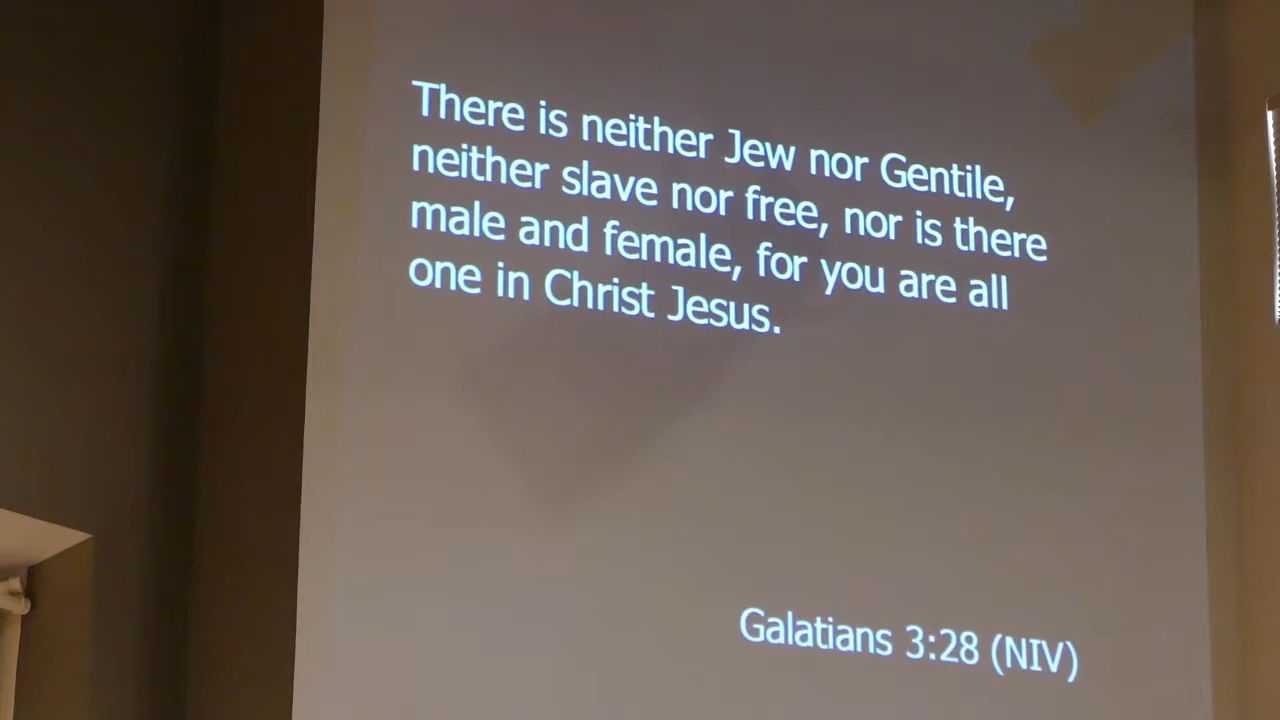 There is neither Jew nor Gentile,
neither slave nor free, nor is there
male and female, for you are all
one in Christ Jesus.
Galatians 3:28 (NIV)